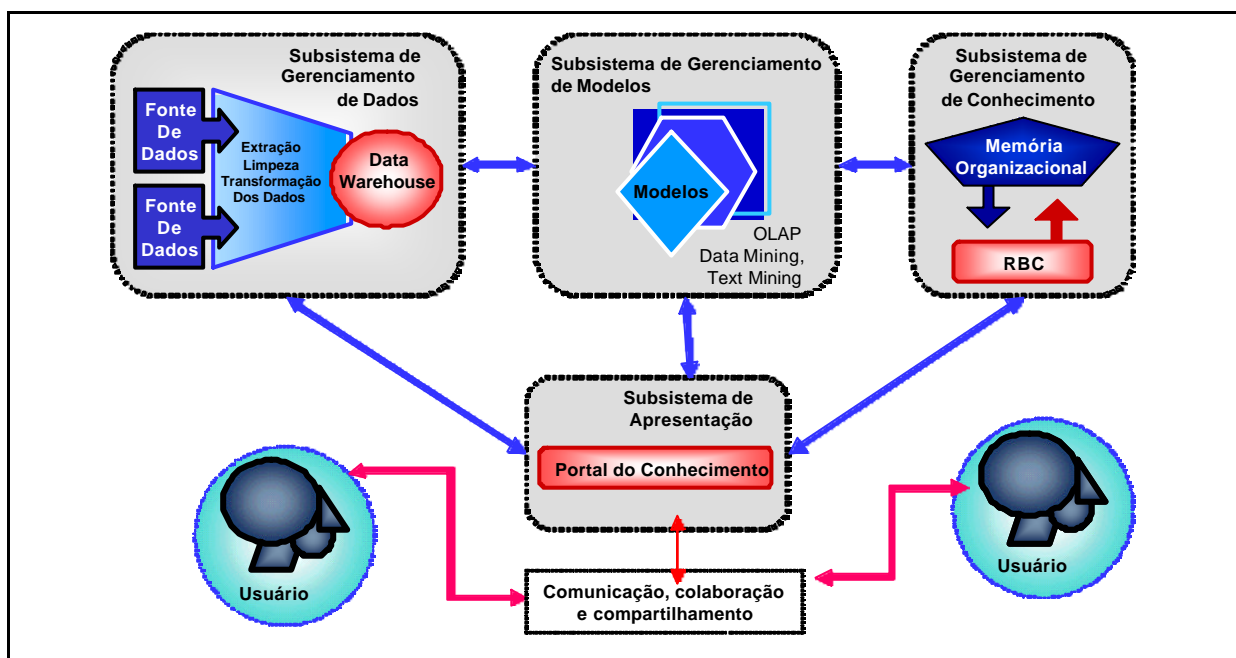 Subsistema de
Gerenciamento
de Dados
Fonte
De
Dados
Fonte
De
Dados
Extração
Limpeza
Transformação
Dos Dados
Data
Warehouse
Subsistema de Gerenciamento
de Modelos
Modelos
OLAP
Data Mining,
Text Mining
Subsistema de
Gerenciamento
de Conhecimento
Memória
Organizacional
RBC
Subsistema de
Apresentação
Portal do Conhecimento
Usuário
Comunicação, colaboração
e compartilhamento
Usuário